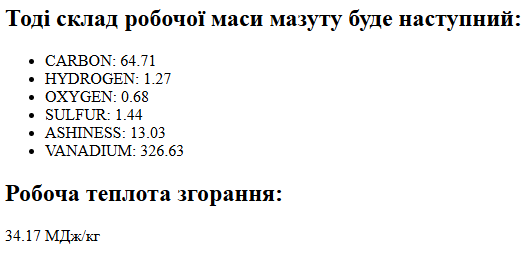 Тоді склад робочої маси мазуту буде наступний:
• CARBON: 64.71
• HYDROGEN: 1.27
• OXYGEN: 0.68
• SULFUR: 1.44
• ASHINESS: 13.03
• VANADIUM: 326.63
Робоча теплота згорання:
34.17 МДж/кг